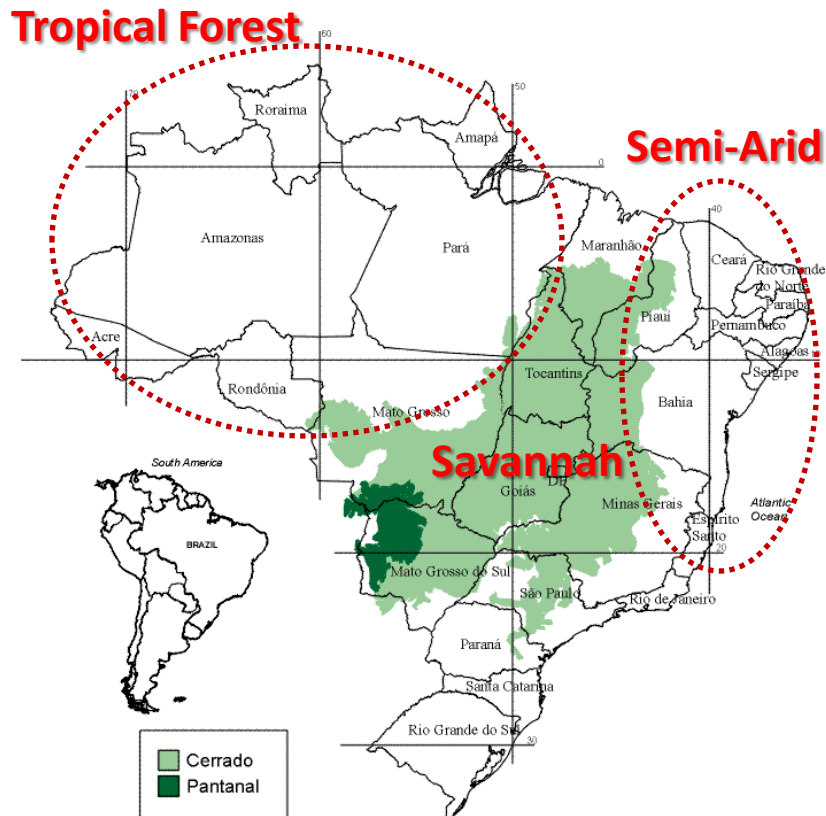 Tropical Forest
60
70
50
Roraima
Amapá
Semi-Arid
0
40
Amazonas
Pará
Maranhão
Ceará
Rio Grande
do Norte
Paraíba
Piauí
Pernambuco
Acre
Alagoas
Sergipe
Tocantins
Rondônia
Mato Grosso
Bahia
Savannah
DF
Goiás
Minas Gerais
South America
Atlantic
Ocean
Espírito
Santo
BRAZIL
20
Mato Grosso do Sul
São Paulo
Rio de Janeiro
Paraná
Santa Catarina
Rio Grande do Sul
30
Cerrado
Pantanal